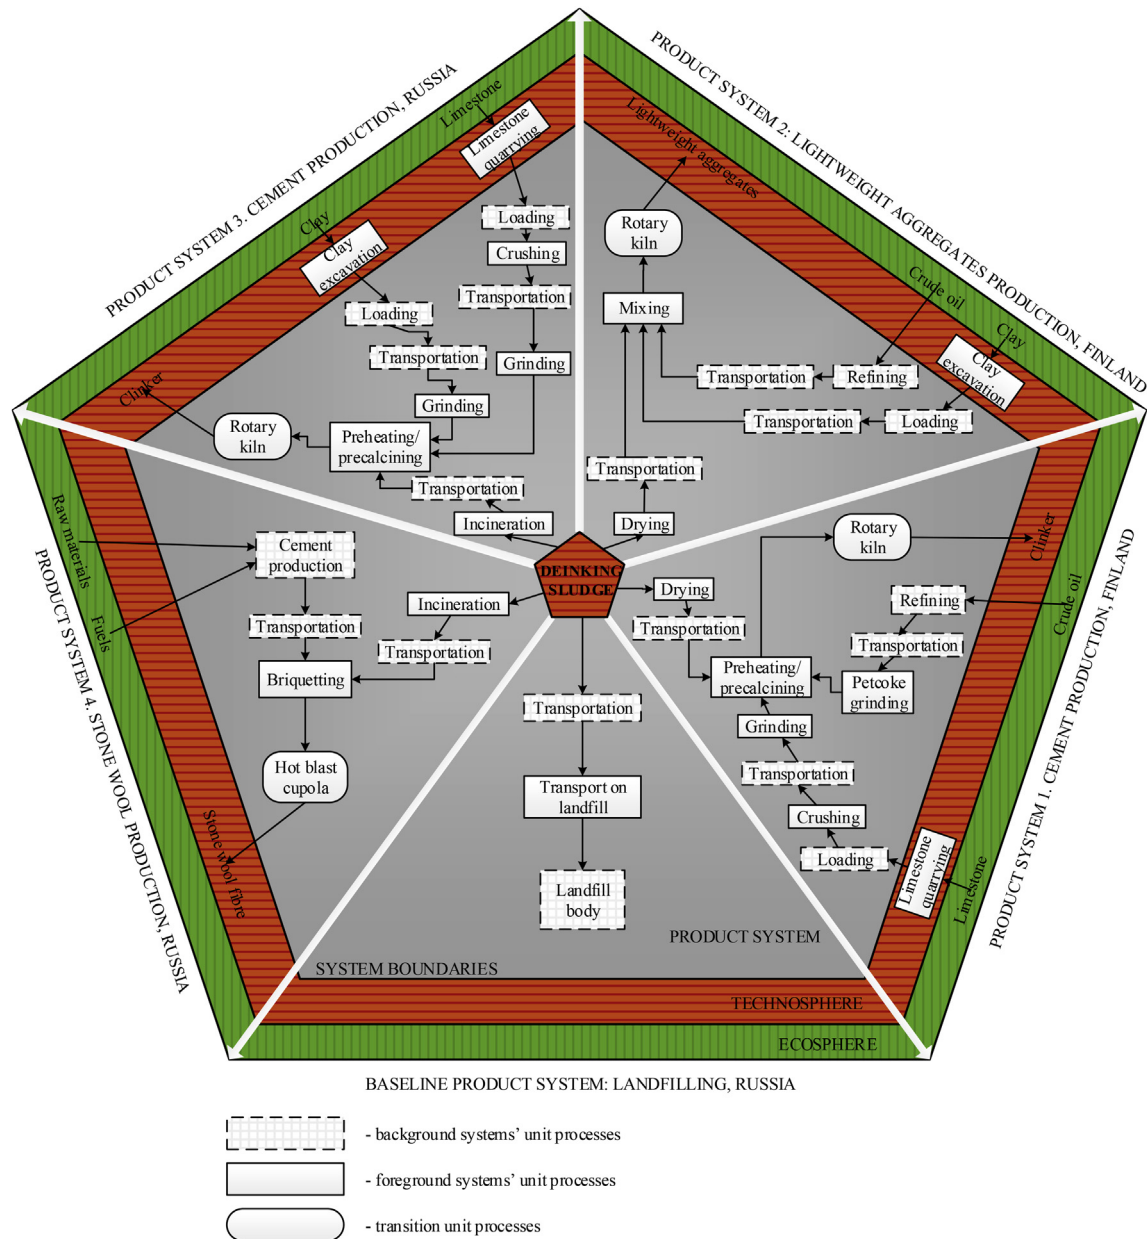 PRODUCT SYSTEM 3. CEMENT PRODUCTION, RUSSIA
Limestone
Limestone
quarrying
Loading
Crushing
Transportation
Grinding
Clay
Clay
excavation
Loading
Transportation
Grinding
Preheating/
precalcining
Clinker
Rotary
kiln
Transportation
Incineration
PRODUCT SYSTEM 2: LIGHTWEIGHT AGGREGATES PRODUCTION, FINLAND
Lightweight aggregates
Rotary
kiln
Mixing
Crude oil
Transportation
Refining
Clay
Clay
excavation
Transportation
Loading
Transportation
Drying
DEINKING
SLUDGE
PRODUCT SYSTEM 1. CEMENT PRODUCTION, FINLAND
Rotary
kiln
Clinker
Drying
Transportation
Refining
Crude oil
Transportation
Preheating/
precalcining
Petcoke
grinding
Grinding
Transportation
Crushing
Loading
Limestone
quarrying
Limestone
PRODUCT SYSTEM 4. STONE WOOL PRODUCTION, RUSSIA
Raw materials
Fuels
Cement
production
Transportation
Briquetting
Incineration
Transportation
Hot blast
cupola
Stone wool fibre
Transportation
Transport on
landfill
Landfill
body
PRODUCT SYSTEM
SYSTEM BOUNDARIES
TECHNOSPHERE
ECOSPHERE
BASELINE PRODUCT SYSTEM: LANDFILLING, RUSSIA
- background systems’ unit processes
- foreground systems’ unit processes
- transition unit processes